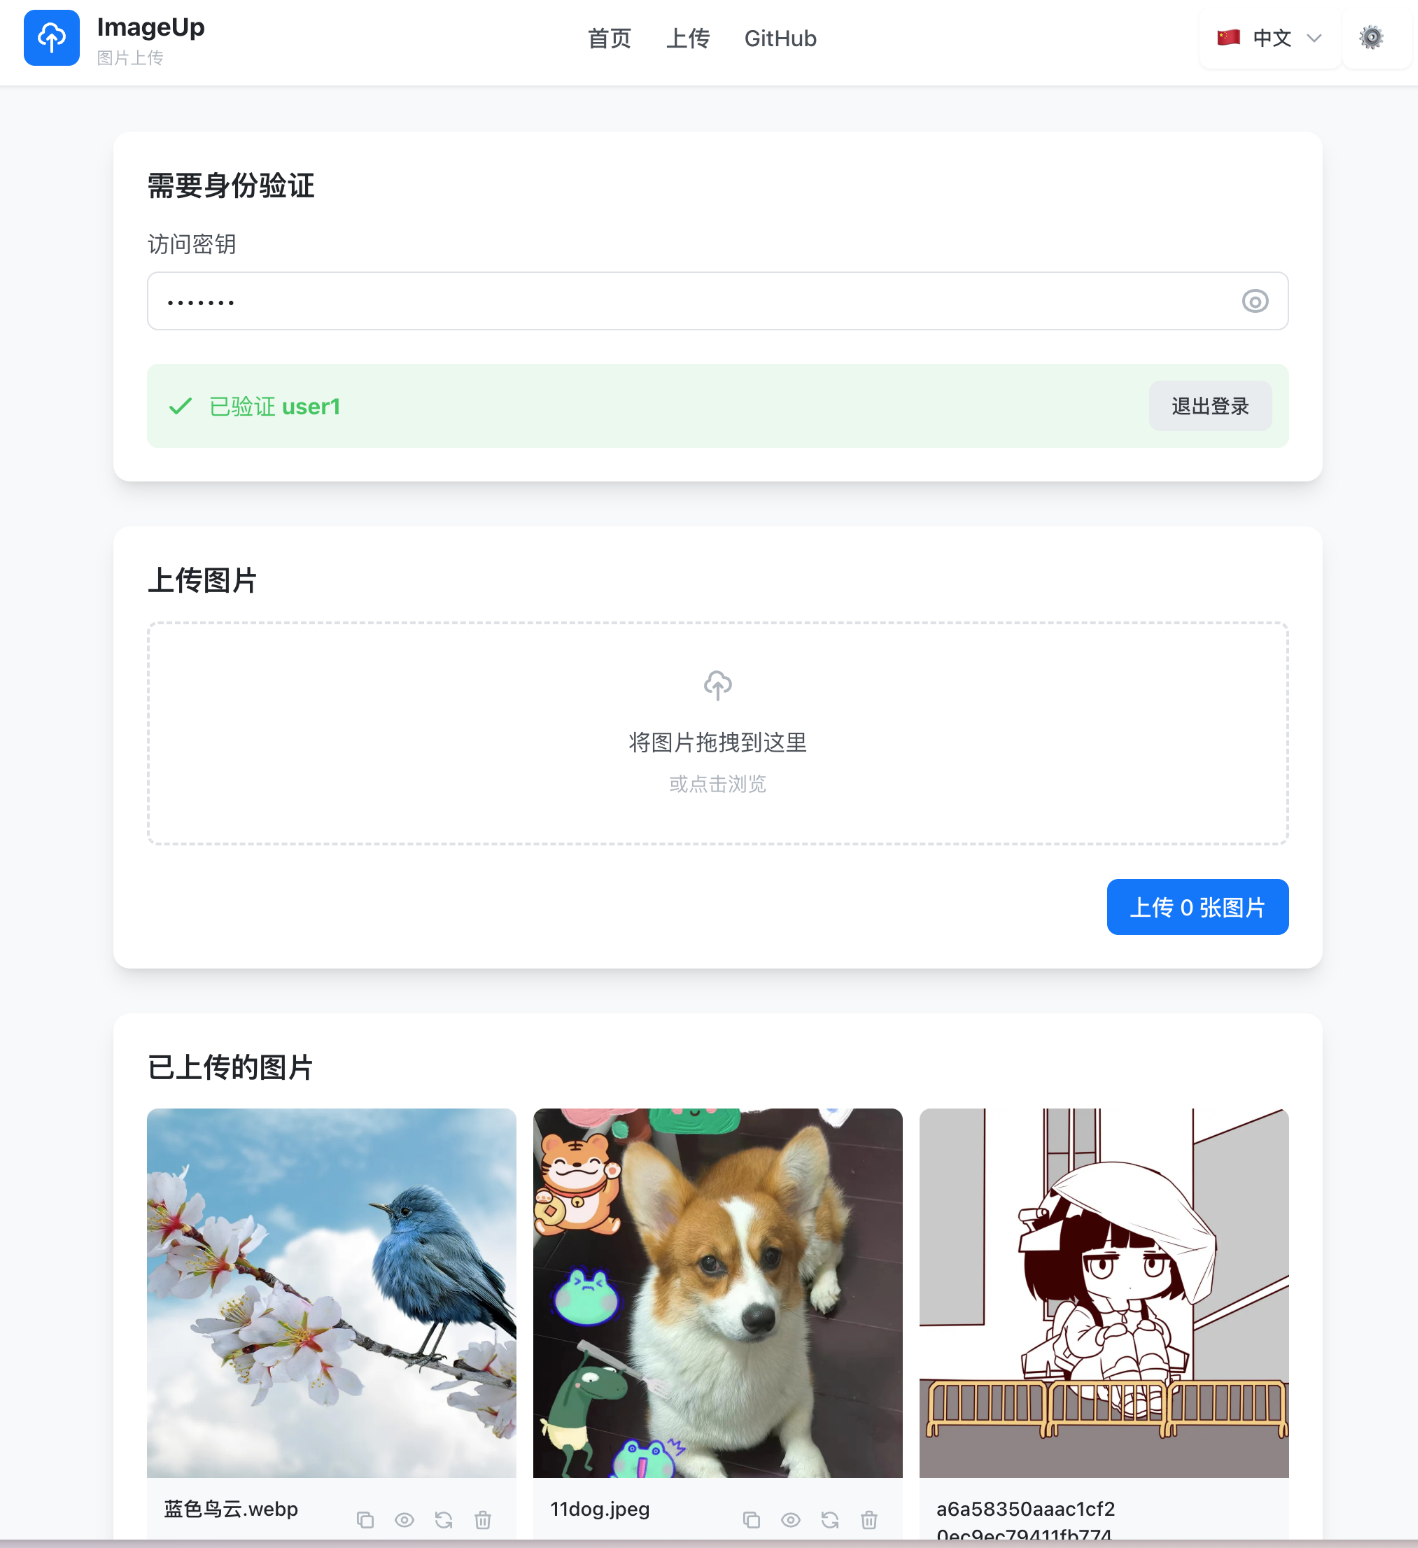 ImageUp
图片上传
首页
上传
GitHub
中文
需要身份验证
访问密钥
•••••••
已验证 user1
退出登录
上传图片
将图片拖拽到这里
或点击浏览
上传 0 张图片
已上传的图片
蓝色鸟云.webp
11dog.jpeg
a6a58350aaac1cf2
0ec9ec79411fb774